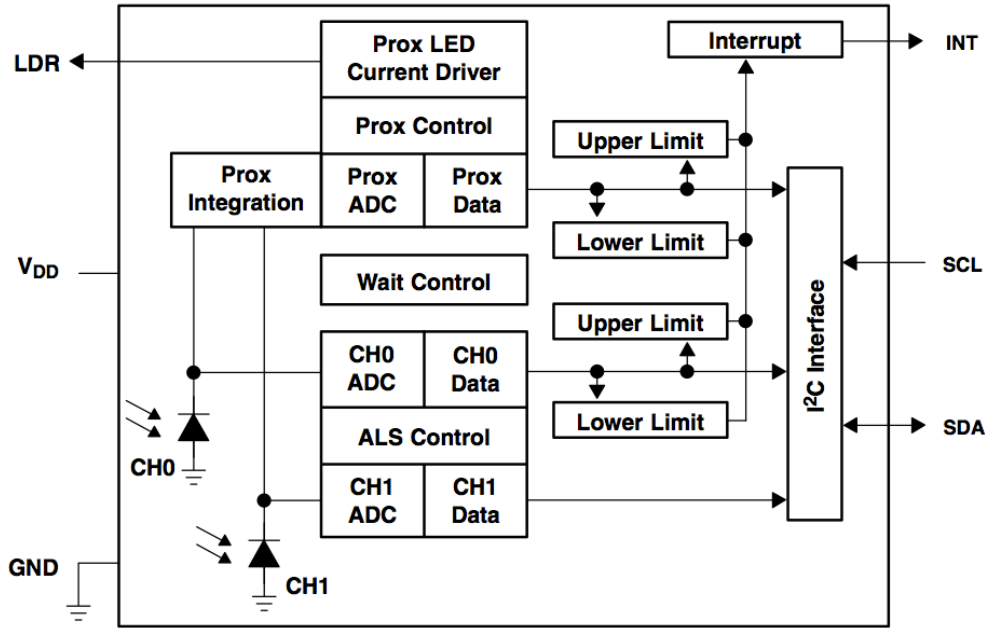 Prox LED
Current Driver
Interrupt
INT
LDR
Prox Control
Upper Limit
Prox
Integration
Prox
ADC
Prox
Data
Lower Limit
VDD
Wait Control
SCL
Upper Limit
I2C Interface
CH0
ADC
CH0
Data
Lower Limit
SDA
ALS Control
CH0
CH1
ADC
CH1
Data
GND
CH1